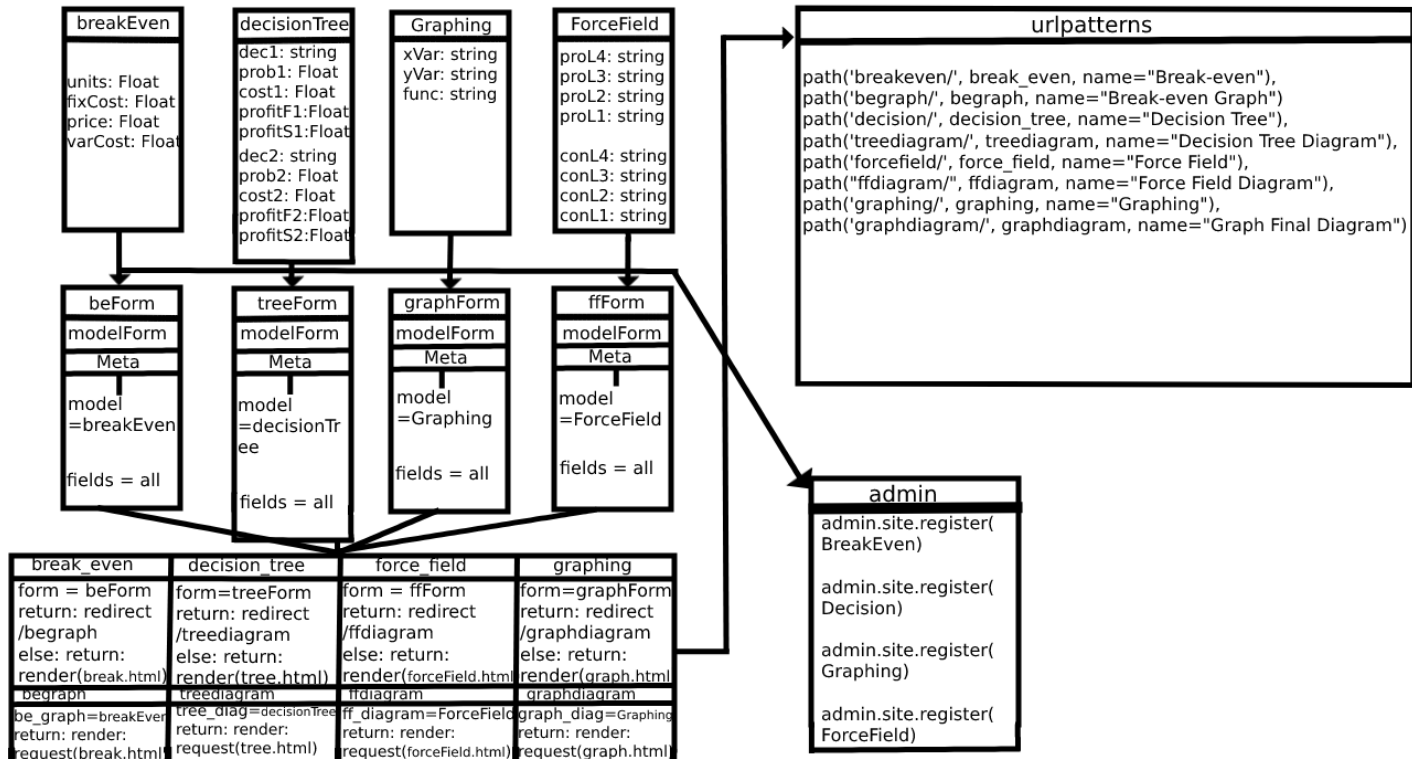 breakEven
units: Float
fixCost: Float
price: Float
varCost: Float
decisionTree
dec1: string
prob1: Float
cost1: Float
profitF1:Float
profitS1:Float
dec2: string
prob2: Float
cost2: Float
profitF2:Float
profitS2:Float
Graphing
xVar: string
yVar: string
func: string
ForceField
proL4: string
proL3: string
proL2: string
proL1: string
conL4: string
conL3: string
conL2: string
conL1: string
urlpatterns
path('breakeven/', break_even, name="Break-even"),
path('begraph/', begraph, name="Break-even Graph")
path('decision/', decision_tree, name="Decision Tree"),
path('treediagram/', treediagram, name="Decision Tree Diagram"),
path('forcefield/', force_field, name="Force Field"),
path("ffdiagram/", ffdiagram, name="Force Field Diagram"),
path('graphing/', graphing, name="Graphing"),
path('graphdiagram/', graphdiagram, name="Graph Final Diagram")
beForm
modelForm
Meta
model
=breakEven
fields = all
treeForm
modelForm
Meta
model
=decisionTr
ee
fields = all
graphForm
modelForm
Meta
model
=Graphing
fields = all
ffForm
modelForm
Meta
model
=ForceField
fields = all
admin
admin.site.register(
BreakEven)
admin.site.register(
Decision)
admin.site.register(
Graphing)
admin.site.register(
ForceField)
break_even
form = beForm
return: redirect
/begraph
else: return:
render(break.html)
begraph
be_graph=breakEven
return: render:
request(break.html)
decision_tree
form=treeForm
return: redirect
/treediagram
else: return:
render(tree.html)
treediagram
tree_diag=decisionTree
return: render:
request(tree.html)
force_field
form = ffForm
return: redirect
/ffdiagram
else: return:
render(forceField.html
ffdiagram
ff_diagram=ForceField
return: render:
request(forceField.html)
graphing
form=graphForm
return: redirect
/graphdiagram
else: return:
render(graph.html
graphdiagram
graph_diag=Graphing
return: render:
request(graph.html)